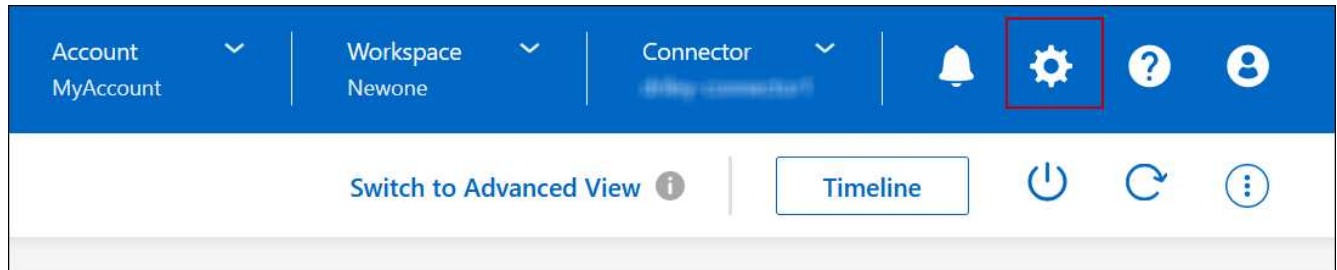 Account
MyAccount
Workspace
Newone
Connector
Switch to Advanced View
Timeline